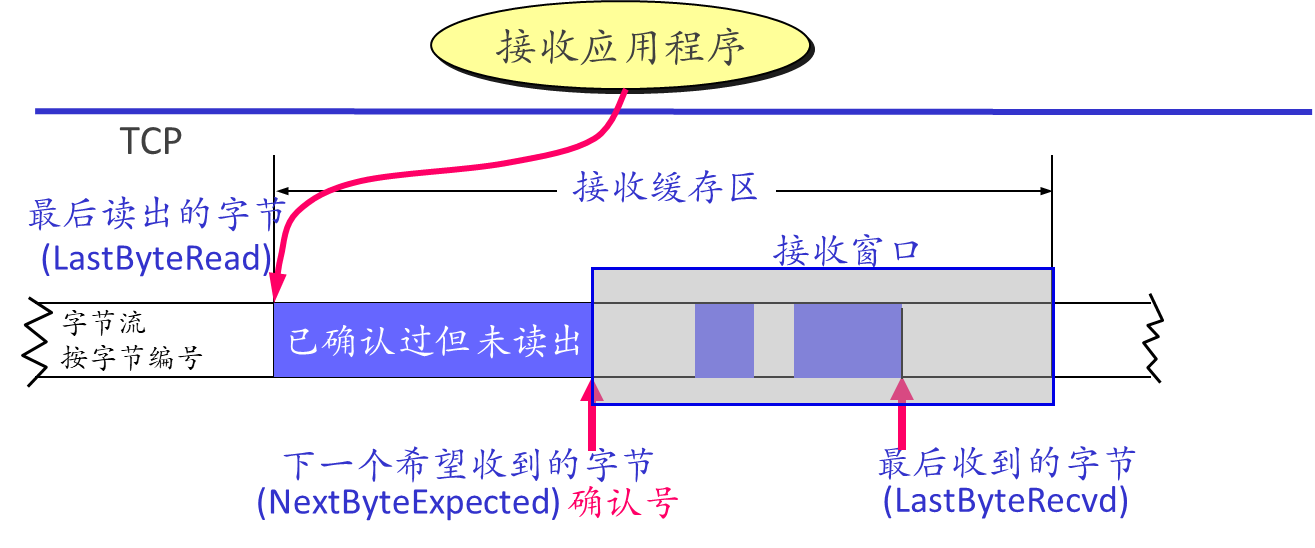 接收应用程序
TCP
接收缓存区
最后读出的字节
(LastByteRead)
接收窗口
字节流
按字节编号
已确认过但未读出
下一个希望收到的字节
(NextByteExpected) 确认号
最后收到的字节
(LastByteRecvd)